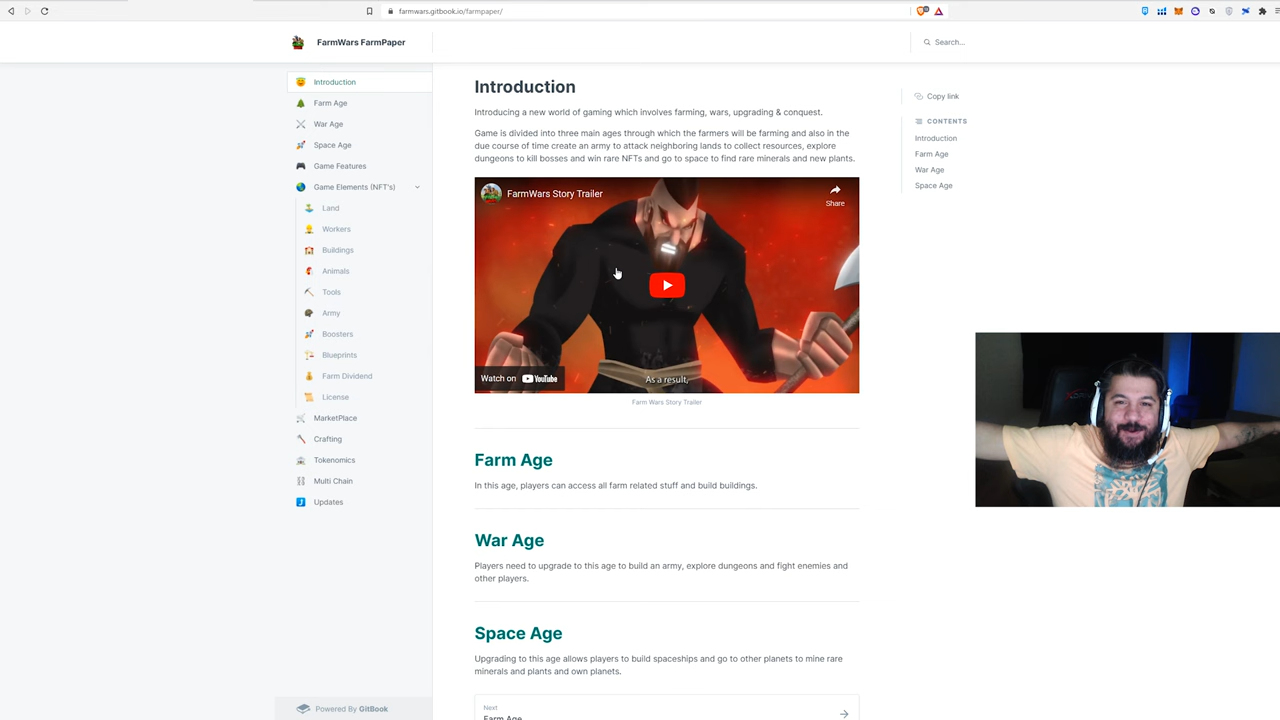 farmwars.gitbook.io/farmpaper/
FarmWars FarmPaper
Search...
Introduction
Farm Age
War Age
Space Age
Game Features
Game Elements (NFT's)
Land
Workers
Buildings
Animals
Tools
Army
Boosters
Blueprints
Farm Dividend
License
MarketPlace
Crafting
Tokenomics
Multi Chain
Updates
Powered By GitBook
Introduction
Introducing a new world of gaming which involves farming, wars, upgrading & conquest.
Game is divided into three main ages through which the farmers will be farming and also in the
due course of time create an army to attack neighboring lands to collect resources, explore
dungeons to kill bosses and win rare NFTs and go to space to find rare minerals and new plants.
FarmWars Story Trailer
Share
As a result,
Watch on YouTube
Farm Wars Story Trailer
Farm Age
In this age, players can access all farm related stuff and build buildings.
War Age
Players need to upgrade to this age to build an army, explore dungeons and fight enemies and
other players.
Space Age
Upgrading to this age allows players to build spaceships and go to other planets to mine rare
minerals and plants and own planets.
Next
Farm Age
Copy link
CONTENTS
Introduction
Farm Age
War Age
Space Age